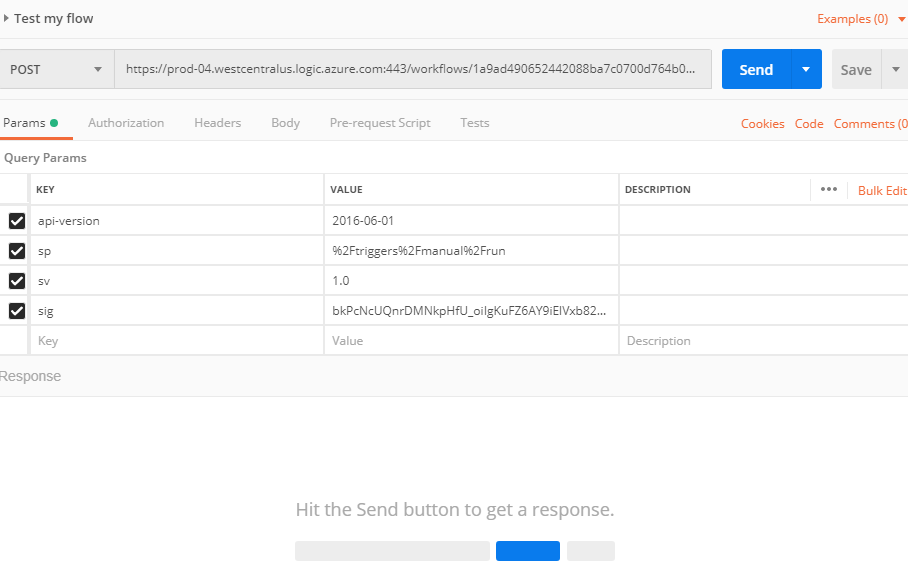 Test my flow Examples (0)
POST https://prod-04.westcentralus.logic.azure.com:443/workflows/1a9ad490652442088ba7c0700d764b0... Send Save
Params Authorization Headers Body Pre-request Script Tests Cookies Code Comments (0
Query Params
KEY VALUE DESCRIPTION ••• Bulk Edit
api-version 2016-06-01
sp %2Ftriggers%2Fmanual%2Frun
sv 1.0
sig bkPcNcUQnrDMNkpHfU_oiIgKuFZ6AY9iEIVxb82...
Key Value Description
Response
Hit the Send button to get a response.